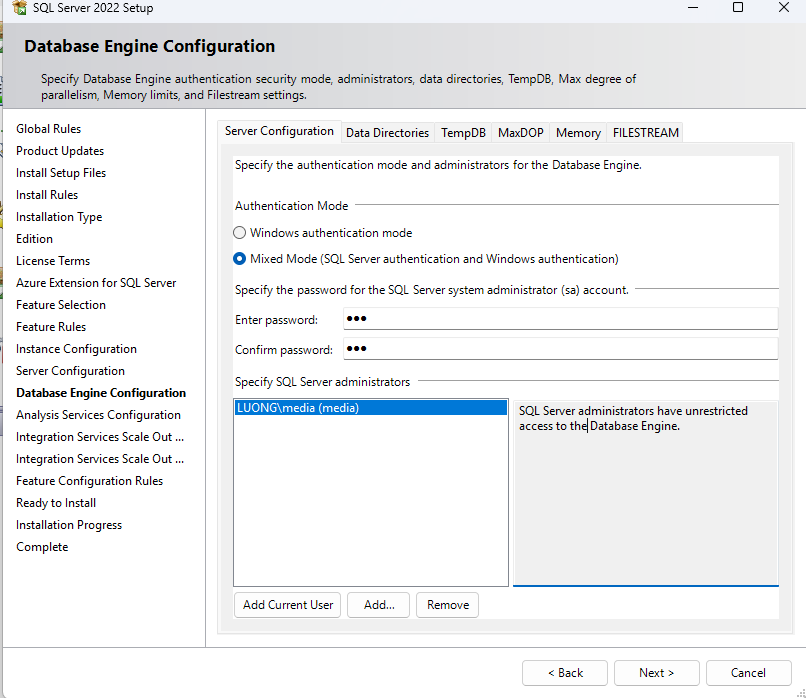 SQL Server 2022 Setup
Database Engine Configuration
Specify Database Engine authentication security mode, administrators, data directories, TempDB, Max degree of
parallelism, Memory limits, and Filestream settings.
Global Rules
Product Updates
Install Setup Files
Install Rules
Installation Type
Edition
License Terms
Azure Extension for SQL Server
Feature Selection
Feature Rules
Instance Configuration
Server Configuration
Database Engine Configuration
Analysis Services Configuration
Integration Services Scale Out ...
Integration Services Scale Out ...
Feature Configuration Rules
Ready to Install
Installation Progress
Complete
Server Configuration Data Directories TempDB MaxDOP Memory FILESTREAM
Specify the authentication mode and administrators for the Database Engine.
Authentication Mode
Windows authentication mode
Mixed Mode (SQL Server authentication and Windows authentication)
Specify the password for the SQL Server system administrator (sa) account.
Enter password: ●●●
Confirm password: ●●●
Specify SQL Server administrators
LUONG\media (media)
SQL Server administrators have unrestricted
access to the Database Engine.
Add Current User Add... Remove
< Back Next > Cancel